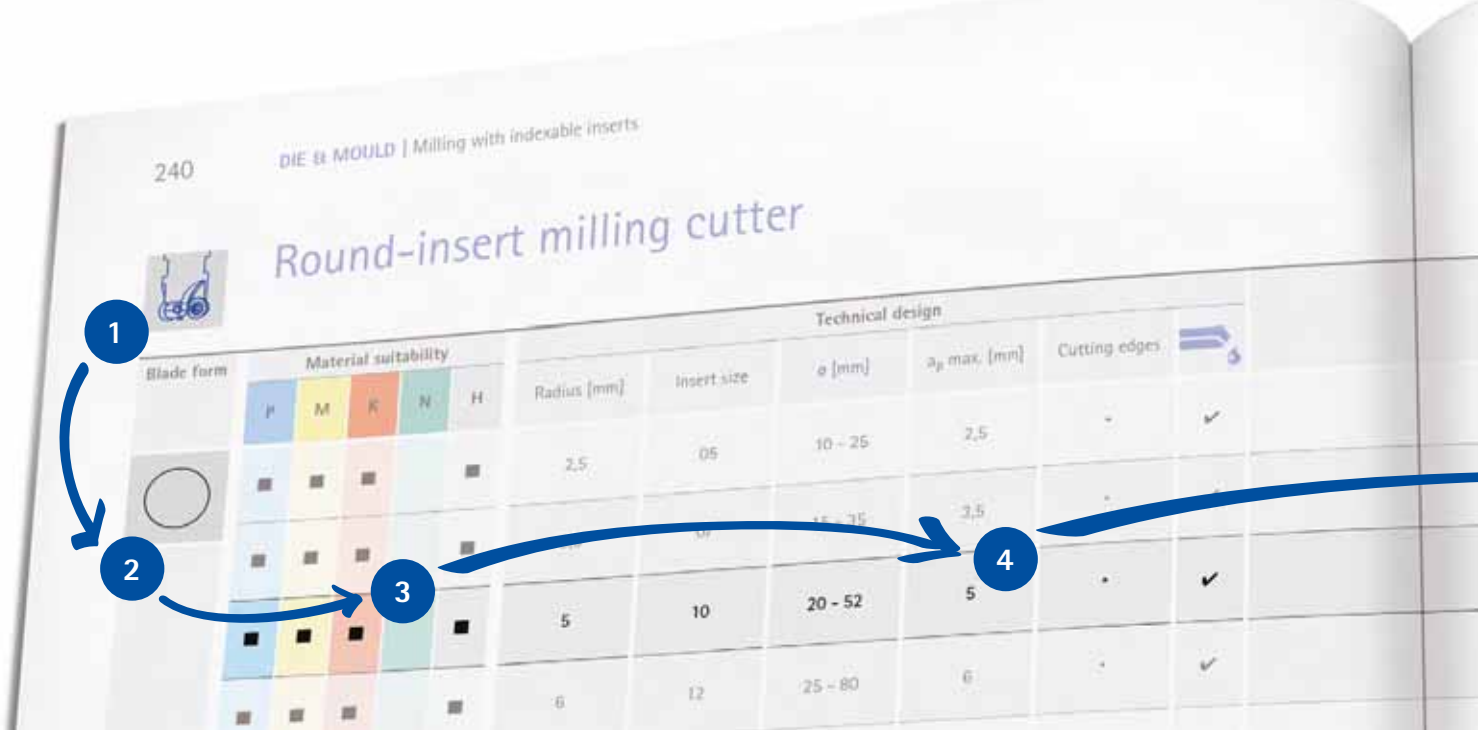 240
DIE & MOULD | Milling with indexable inserts
Round-insert milling cutter
1
Technical design
Blade form
Material suitability
P M K N H Radius [mm] Insert size ø [mm] ap max. [mm] Cutting edges
2,5 05 10 - 25 2,5 • ✔
15 - 35 3,5
2
3
4
5 10 20 - 52 5 • ✔
6 12 25 - 80 6 • ✔